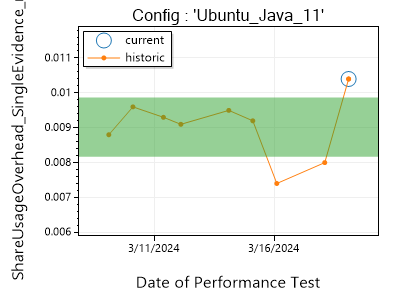 Config : 'Ubuntu_Java_11'
current
historic
0.011
0.01
0.009
0.008
0.007
0.006
ShareUsageOverhead_SingleEvidence_
3/11/2024
3/16/2024
Date of Performance Test